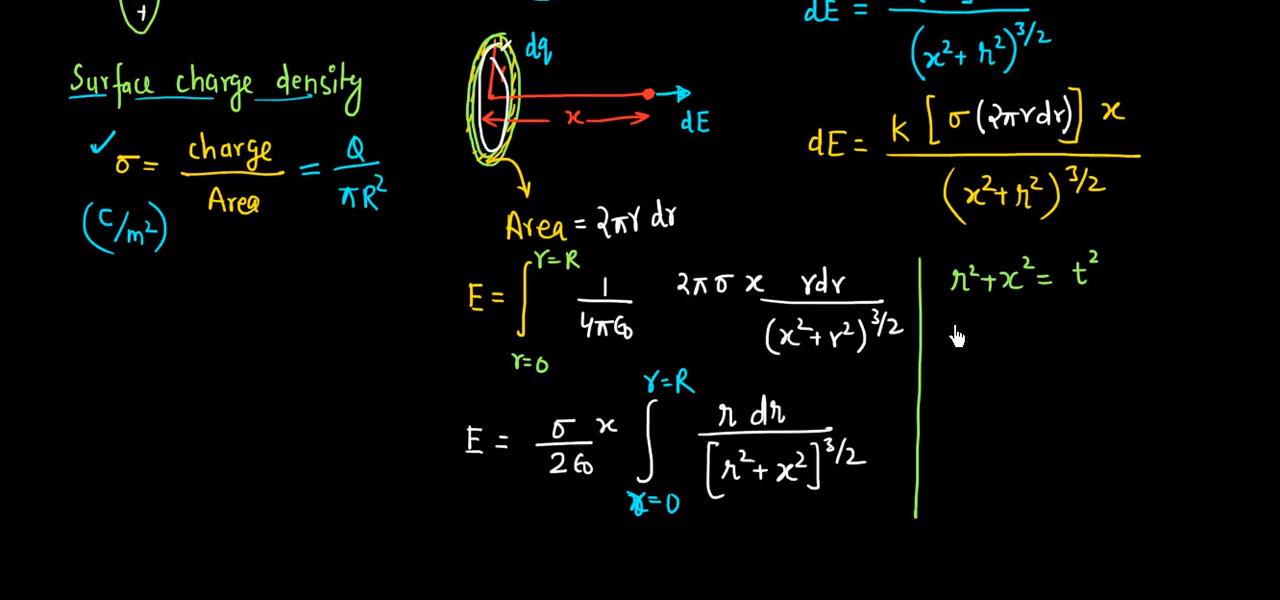 +
Surface charge density
✓ σ = charge / Area = Q / πR²
(C/m²)
dq
x
dE
Area = 2πr dr
dE =
(x² + r²)^3/2
dE = K [σ(2πrdr)] x / (x² + r²)^3/2
E = ∫ r=0 r=R 1/4πϵ₀ 2πσ x rdr / (x² + r²)^3/2
E = σ/2ϵ₀ x ∫ r=0 r=R r dr / [r² + x²]^3/2
r² + x² = t²